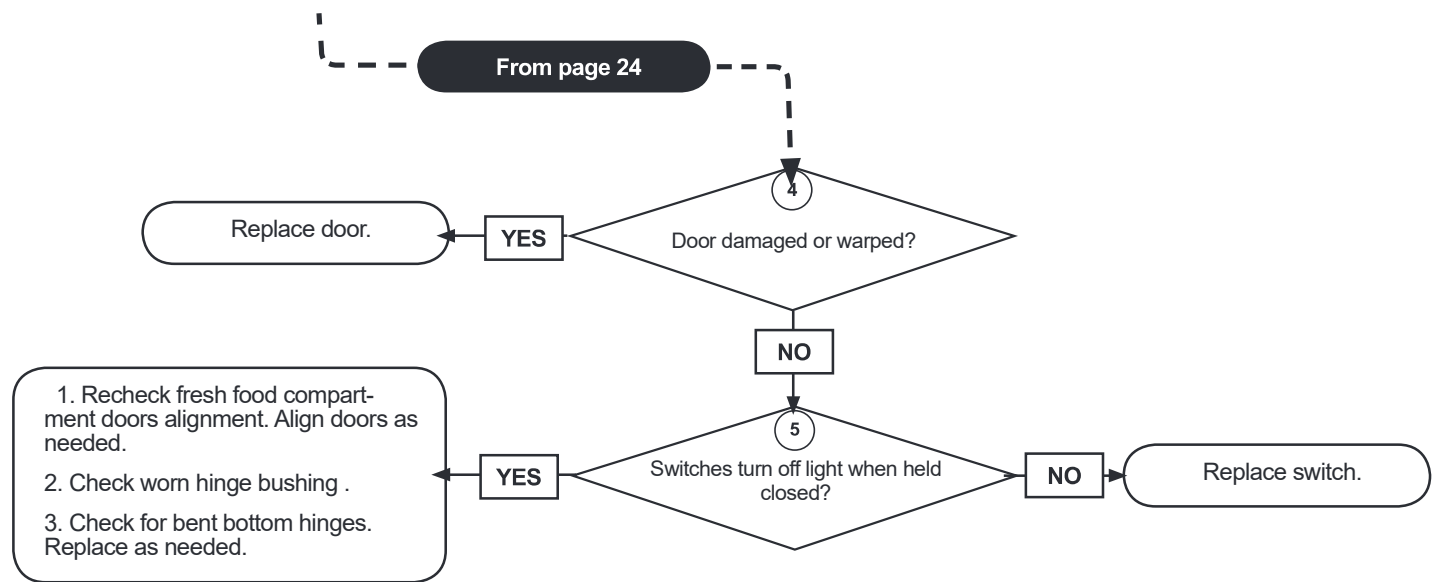 From page 24
4
Door damaged or warped?
YES
Replace door.
NO
5
Switches turn off light when held
closed?
YES
1. Recheck fresh food compart-
ment doors alignment. Align doors as
needed.
2. Check worn hinge bushing .
3. Check for bent bottom hinges.
Replace as needed.
NO
Replace switch.